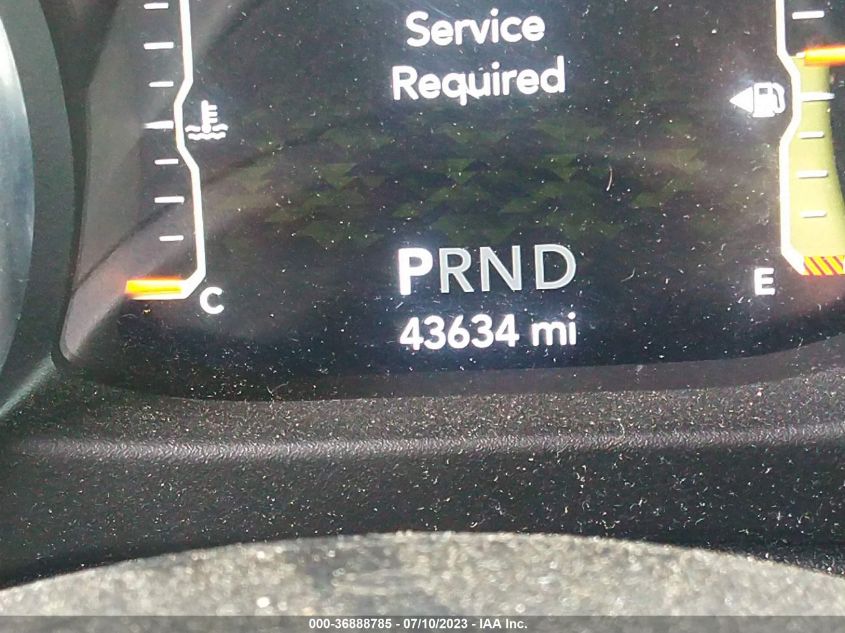 Service
Required
PRND
43634 mi
C
E
000-36888785 - 07/10/2023 - IAA Inc.